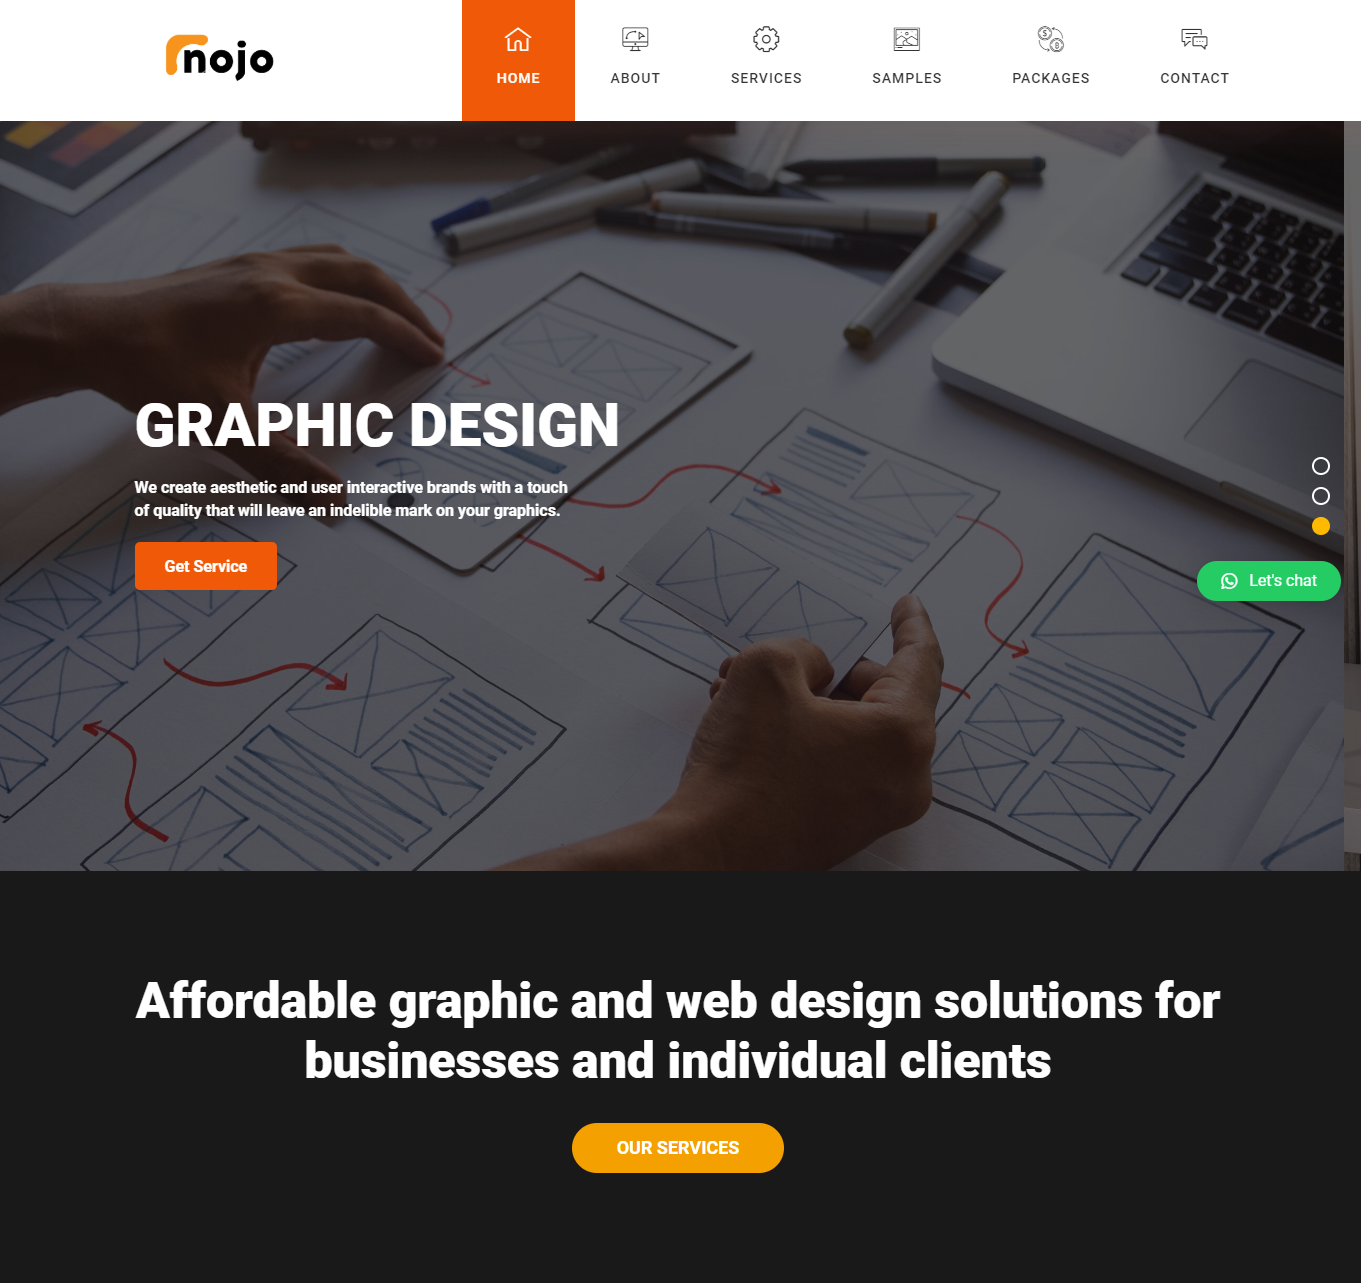 nojo
HOME
ABOUT
SERVICES
SAMPLES
PACKAGES
CONTACT
GRAPHIC DESIGN
We create aesthetic and user interactive brands with a touch
of quality that will leave an indelible mark on your graphics.
Get Service
Let's chat
Affordable graphic and web design solutions for
businesses and individual clients
OUR SERVICES